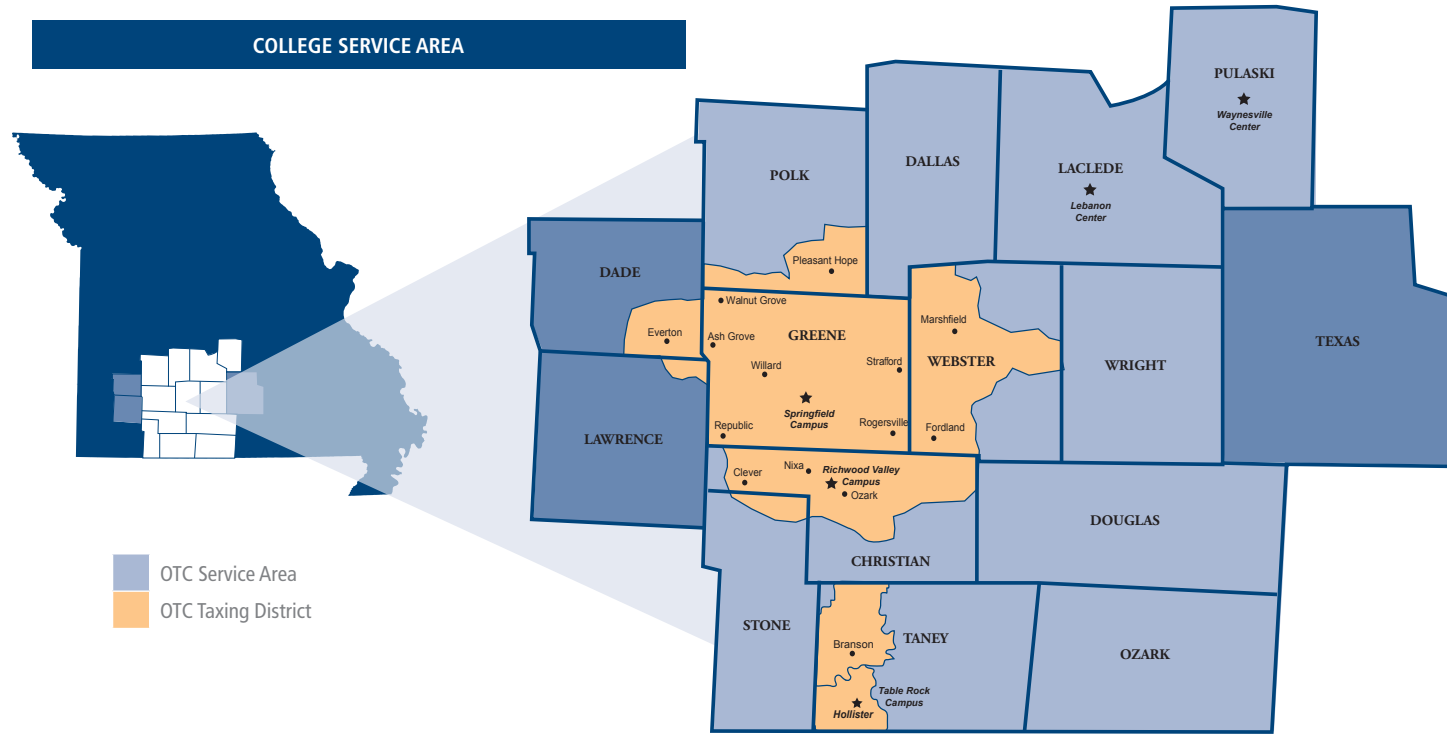 COLLEGE SERVICE AREA
PULASKI
Waynesville
Center
DALLAS
LACLEDE
Lebanon
Center
POLK
Pleasant Hope
DADE
Walnut Grove
Everton
Ash Grove
GREENE
Willard
Strafford
Springfield
Campus
Republic
Rogersville
Marshfield
WEBSTER
Fordland
WRIGHT
TEXAS
LAWRENCE
Clever
Nixa
Richwood Valley
Campus
Ozark
CHRISTIAN
DOUGLAS
OTC Service Area
OTC Taxing District
STONE
TANEY
Branson
Table Rock
Campus
Hollister
OZARK